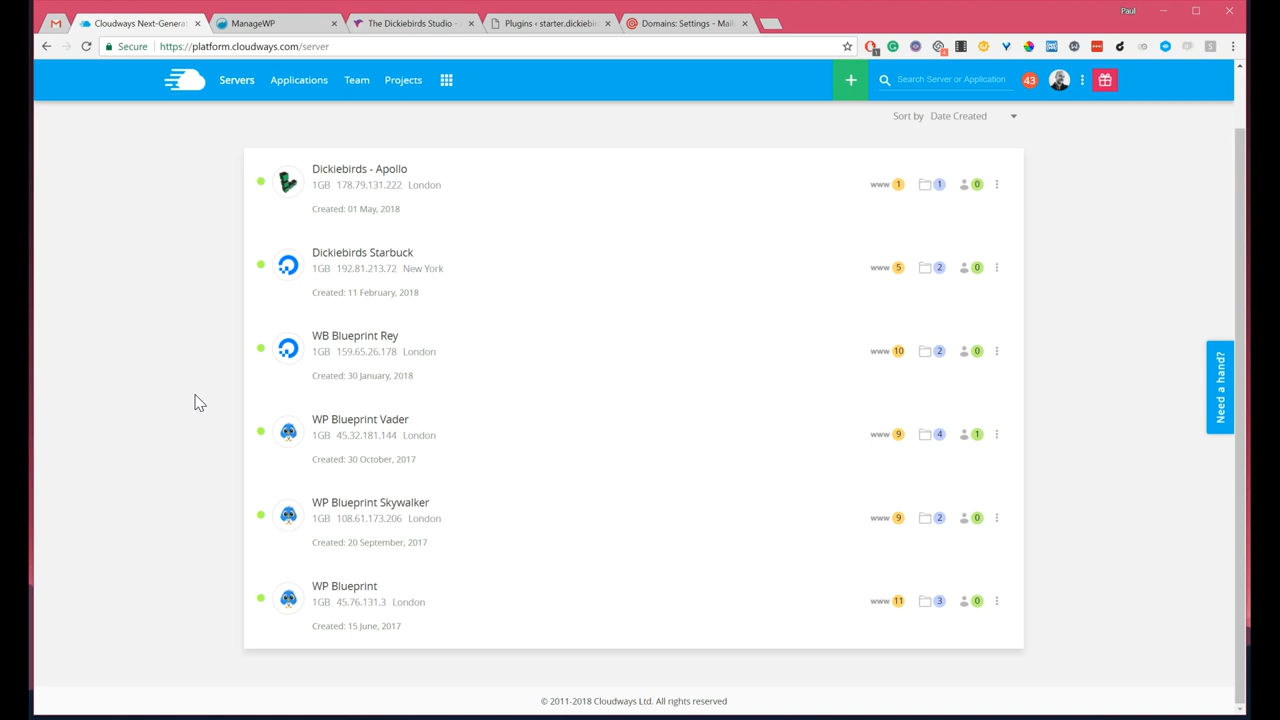 Paul
Cloudways Next-Genera
ManageWP
The Dickiebirds Studio -
Plugins ‹ starter.dickiebir
Domains: Settings - Mail
Secure
https://platform.cloudways.com/server
Servers
Applications
Team
Projects
+
Search Server or Application
43
Sort by Date Created
Dickiebirds - Apollo
1GB 178.79.131.222 London
www 1 1 0
Created: 01 May, 2018
Dickiebirds Starbuck
1GB 192.81.213.72 New York
www 5 2 0
Created: 11 February, 2018
WB Blueprint Rey
1GB 159.65.26.178 London
www 10 2 0
Created: 30 January, 2018
WP Blueprint Vader
1GB 45.32.181.144 London
www 9 4 1
Created: 30 October, 2017
WP Blueprint Skywalker
1GB 108.61.173.206 London
www 9 2 0
Created: 20 September, 2017
WP Blueprint
1GB 45.76.131.3 London
www 11 3 0
Created: 15 June, 2017
Need a hand?
© 2011-2018 Cloudways Ltd. All rights reserved